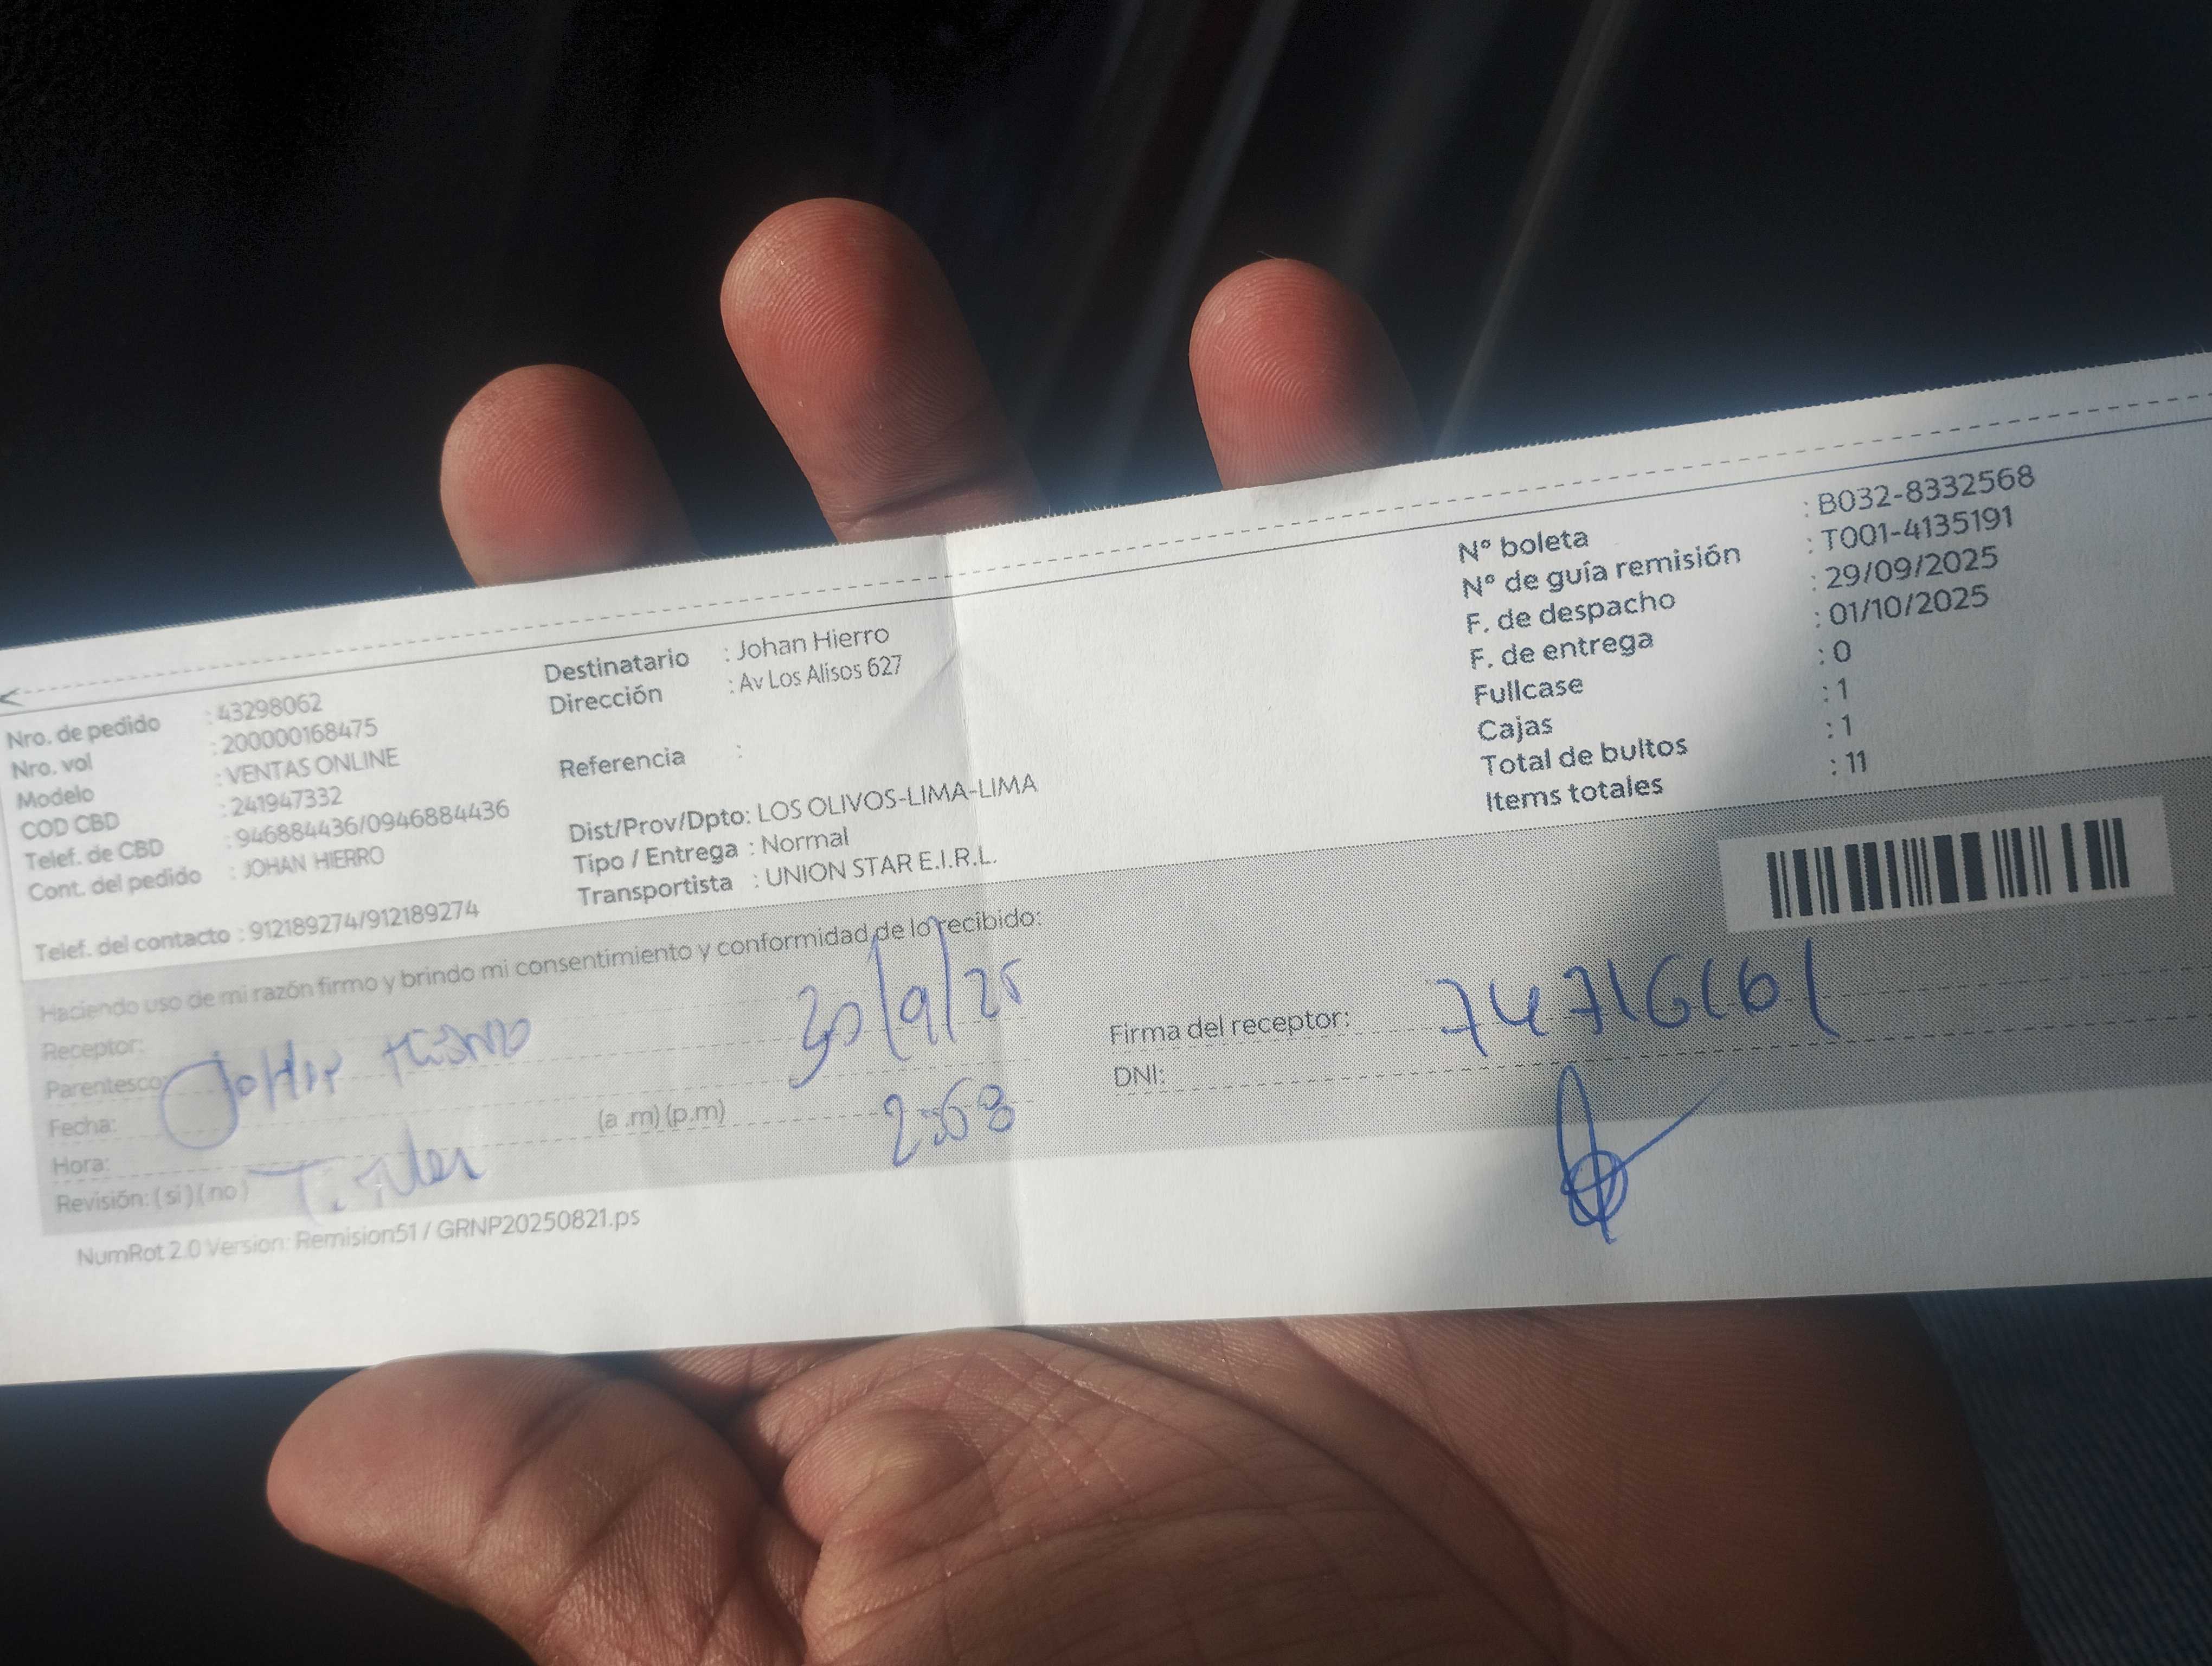 Nro. de pedido : 43298062
Nro. vol : 200000168475
Modelo : VENTAS ONLINE
COD CBD : 241947332
Telef. de CBD : 946884436/0946884436
Cont. del pedido : JOHAN HIERRO
Telef. del contacto : 912189274/912189274
Destinatario : Johan Hierro
Dirección : Av Los Alisos 627
Referencia :
Dist/Prov/Dpto: LOS OLIVOS-LIMA-LIMA
Tipo / Entrega : Normal
Transportista : UNION STAR E.I.R.L.
N° boleta : B032-8332568
N° de guía remisión : T001-4135191
F. de despacho : 29/09/2025
F. de entrega : 01/10/2025
Fullcase : 0
Cajas : 1
Total de bultos : 1
Items totales : 11
Haciendo uso de mi razón firmo y brindo mi consentimiento y conformidad de lo recibido:
Receptor:
Parentesco:
Fecha: 30/9/25
Hora: (a .m) (p.m)
Revisión: ( si ) ( no )
Firma del receptor:
DNI:
NumRot 2.0 Version: Remision51 / GRNP20250821.ps